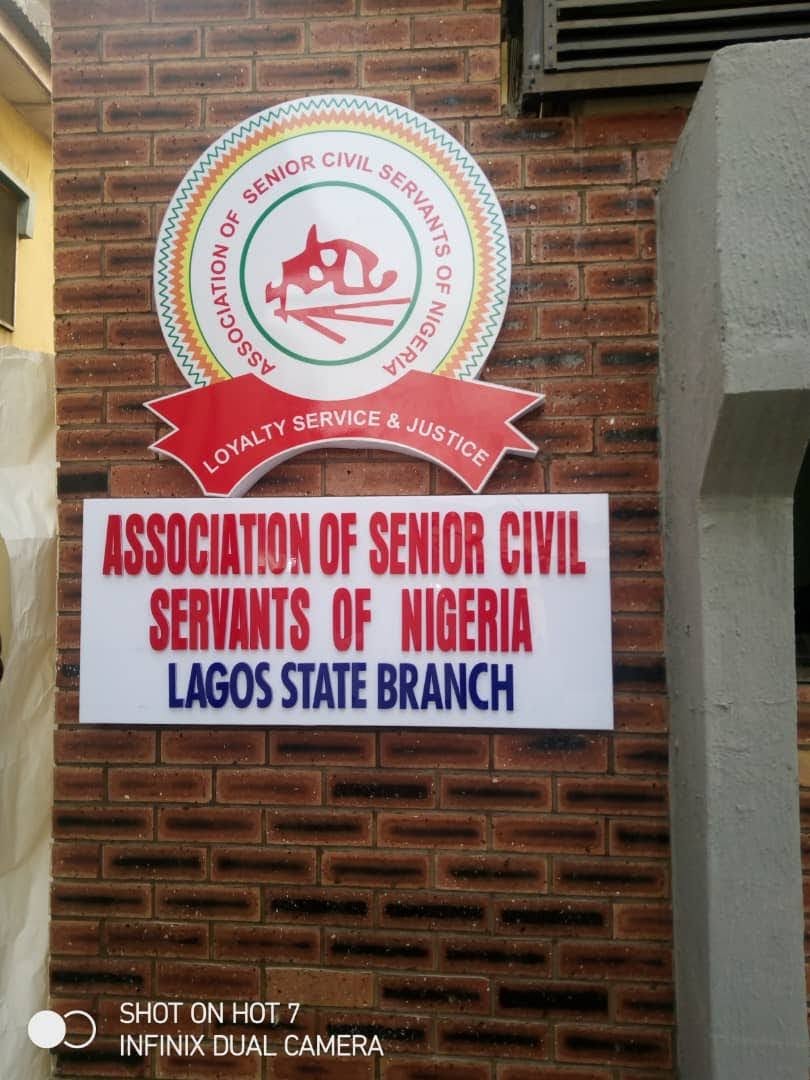 ASSOCIATION OF SENIOR CIVIL SERVANTS OF NIGERIA
LOYALTY SERVICE & JUSTICE
ASSOCIATION OF SENIOR CIVIL
SERVANTS OF NIGERIA
LAGOS STATE BRANCH
SHOT ON HOT 7
INFINIX DUAL CAMERA